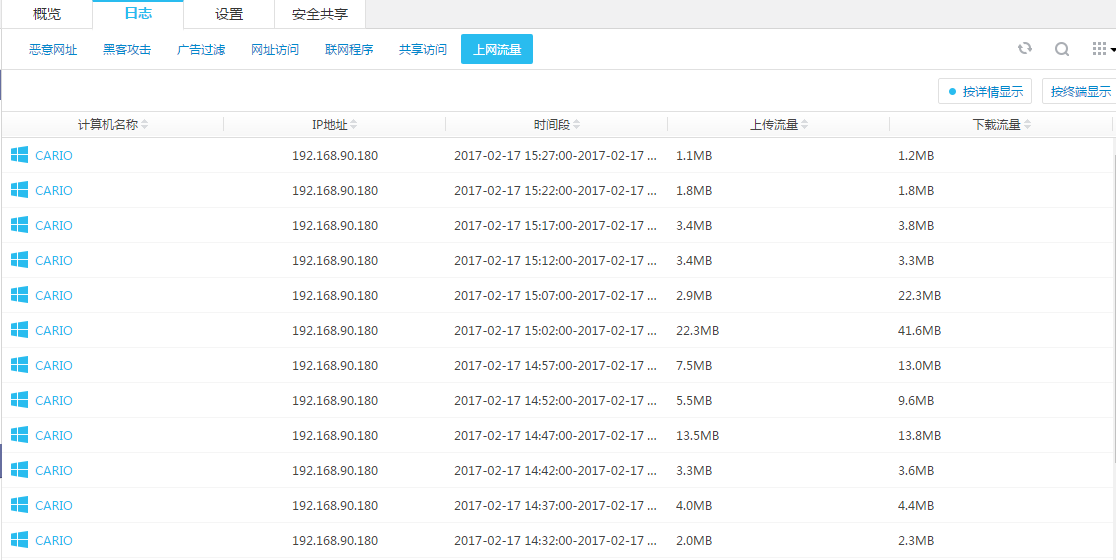 概览 日志 设置 安全共享
恶意网址 黑客攻击 广告过滤 网址访问 联网程序 共享访问 上网流量
按详情显示 按终端显示
计算机名称 IP地址 时间段 上传流量 下载流量
CARIO 192.168.90.180 2017-02-17 15:27:00-2017-02-17 ... 1.1MB 1.2MB
CARIO 192.168.90.180 2017-02-17 15:22:00-2017-02-17 ... 1.8MB 1.8MB
CARIO 192.168.90.180 2017-02-17 15:17:00-2017-02-17 ... 3.4MB 3.8MB
CARIO 192.168.90.180 2017-02-17 15:12:00-2017-02-17 ... 3.4MB 3.3MB
CARIO 192.168.90.180 2017-02-17 15:07:00-2017-02-17 ... 2.9MB 22.3MB
CARIO 192.168.90.180 2017-02-17 15:02:00-2017-02-17 ... 22.3MB 41.6MB
CARIO 192.168.90.180 2017-02-17 14:57:00-2017-02-17 ... 7.5MB 13.0MB
CARIO 192.168.90.180 2017-02-17 14:52:00-2017-02-17 ... 5.5MB 9.6MB
CARIO 192.168.90.180 2017-02-17 14:47:00-2017-02-17 ... 13.5MB 13.8MB
CARIO 192.168.90.180 2017-02-17 14:42:00-2017-02-17 ... 3.3MB 3.6MB
CARIO 192.168.90.180 2017-02-17 14:37:00-2017-02-17 ... 4.0MB 4.4MB
CARIO 192.168.90.180 2017-02-17 14:32:00-2017-02-17 ... 2.0MB 2.3MB